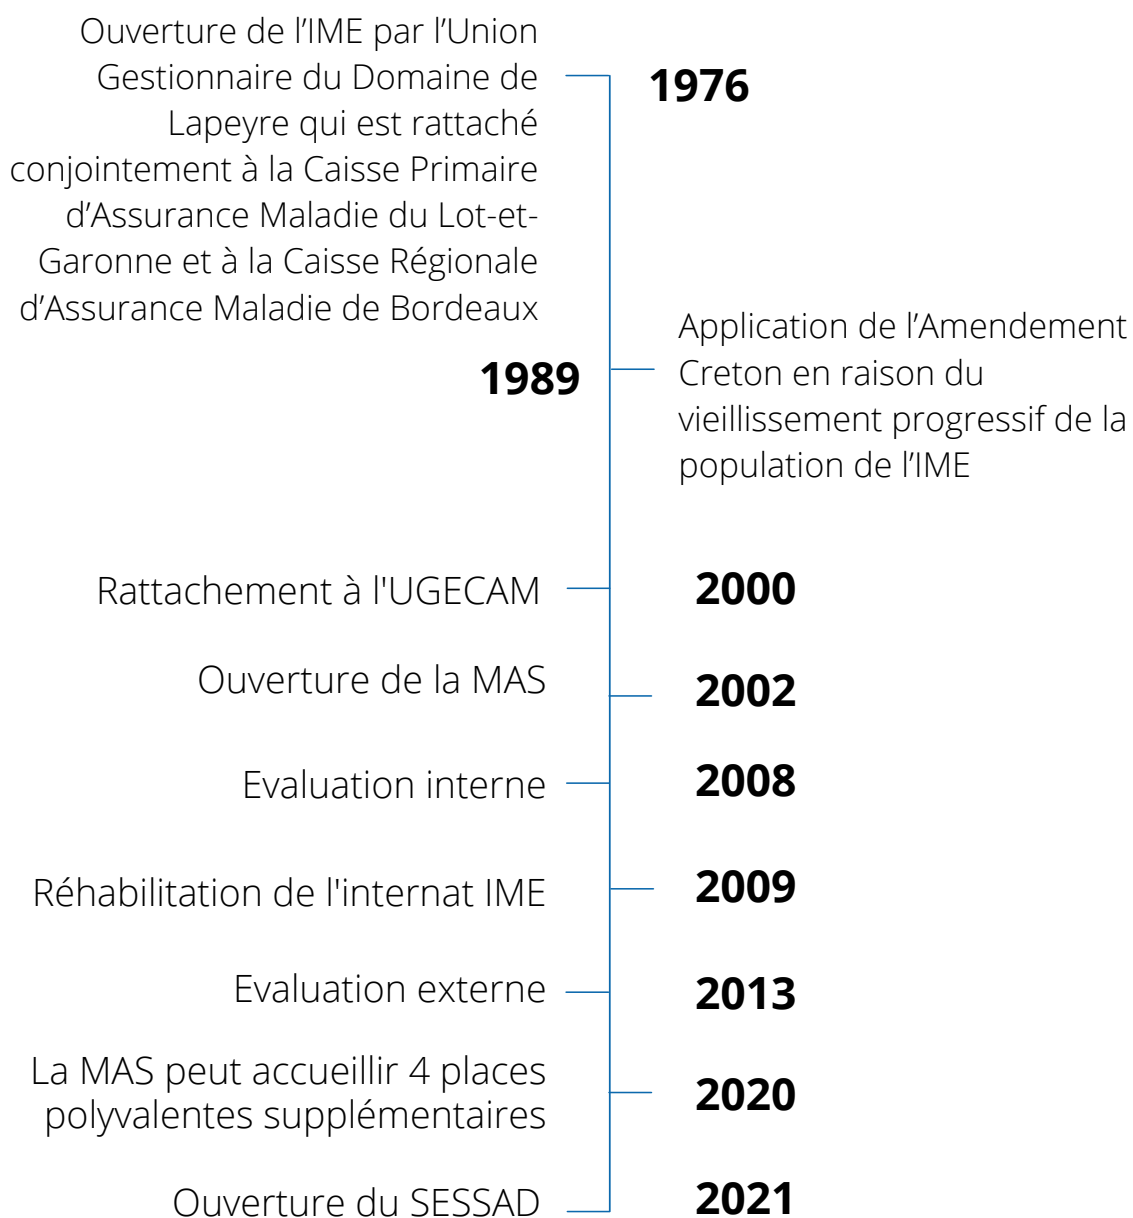 Ouverture de l’IME par l’Union
Gestionnaire du Domaine de
Lapeyre qui est rattaché
conjointement à la Caisse Primaire
d’Assurance Maladie du Lot-et-
Garonne et à la Caisse Régionale
d’Assurance Maladie de Bordeaux
1976
1989
Application de l’Amendement
Creton en raison du
vieillissement progressif de la
population de l’IME
Rattachement à l'UGECAM
2000
Ouverture de la MAS
2002
Evaluation interne
2008
Réhabilitation de l'internat IME
2009
Evaluation externe
2013
La MAS peut accueillir 4 places
polyvalentes supplémentaires
2020
Ouverture du SESSAD
2021